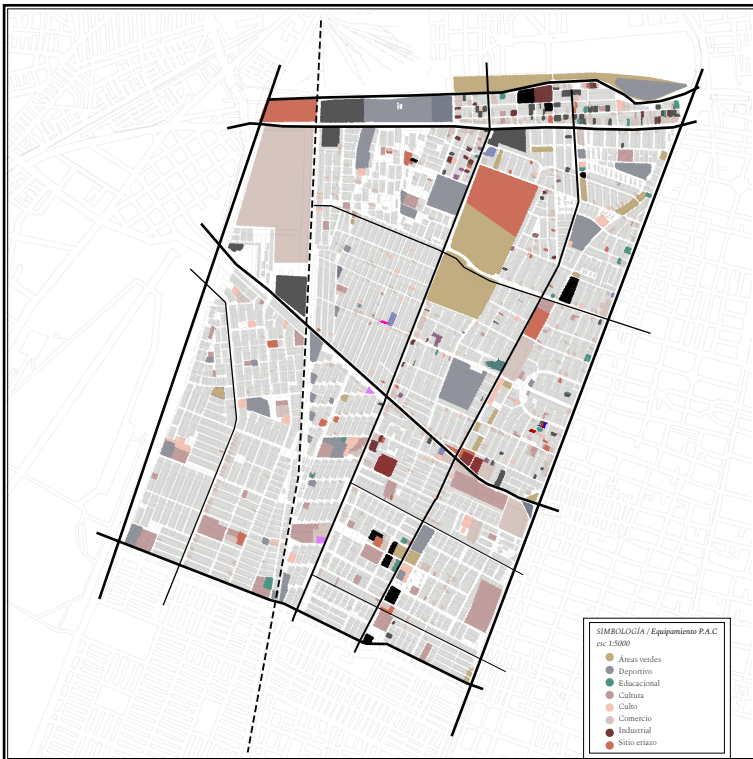 SIMBOLOGÍA / Equipamiento P.A.C
esc 1:5000
Áreas verdes
Deportivo
Educacional
Cultura
Culto
Comercio
Industrial
Sitio eriazo